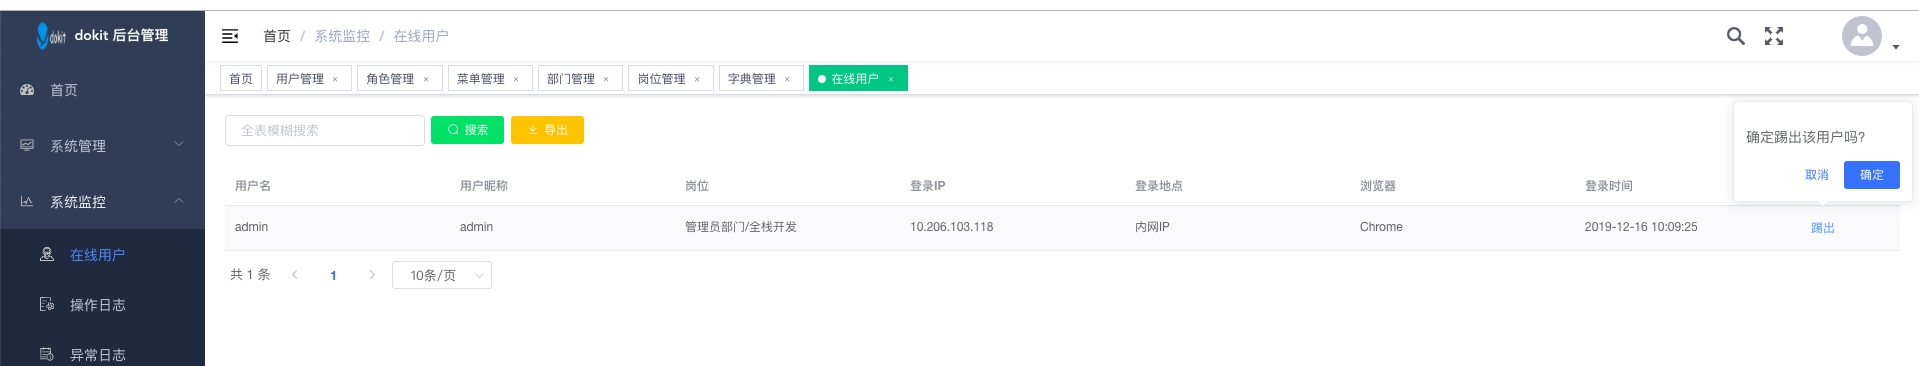 dokit dokit 后台管理
首页 / 系统监控 / 在线用户
首页 用户管理 × 角色管理 × 菜单管理 × 部门管理 × 岗位管理 × 字典管理 × 在线用户 ×
首页
系统管理
系统监控
在线用户
操作日志
异常日志
全表模糊搜索 搜索 导出
确定踢出该用户吗?
取消 确定
用户名 用户昵称 岗位 登录IP 登录地点 浏览器 登录时间
admin admin 管理员部门/全栈开发 10.206.103.118 内网IP Chrome 2019-12-16 10:09:25 踢出
共 1 条 1 10条/页